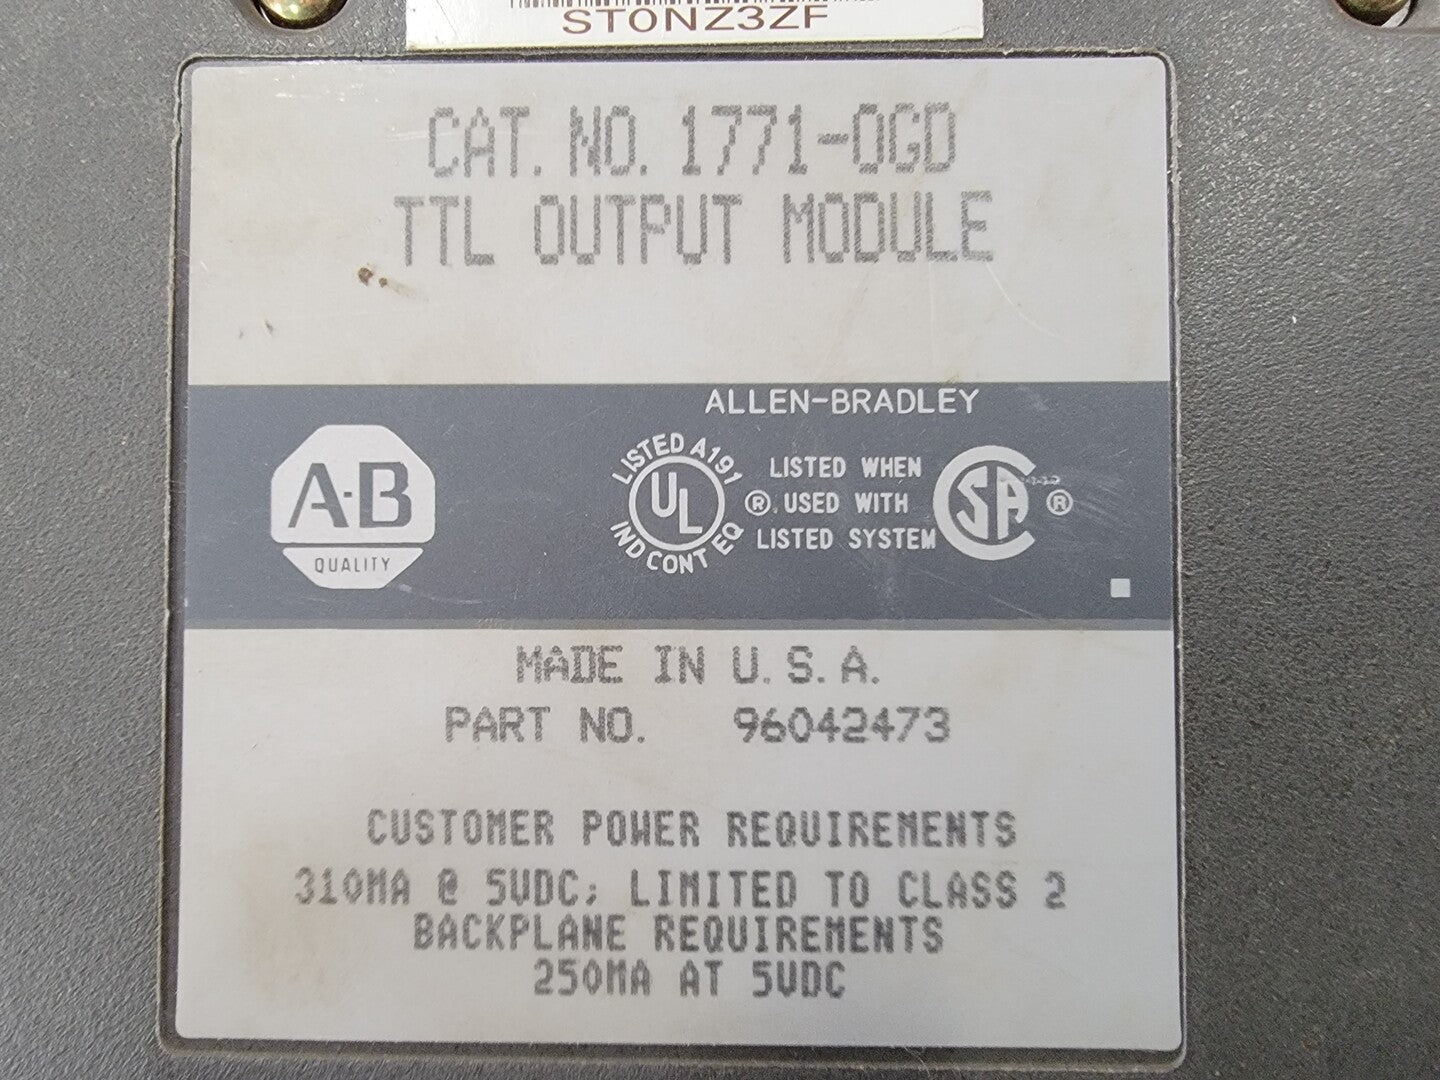 ST0NZ3ZF
CAT. NO. 1771-OGD
TTL OUTPUT MODULE
ALLEN-BRADLEY
A-B
QUALITY
LISTED A191
UL
IND CONT EQ
®
LISTED WHEN
USED WITH
LISTED SYSTEM
SA ®
MADE IN U.S.A.
PART NO. 96042473
CUSTOMER POWER REQUIREMENTS
310MA @ 5VDC; LIMITED TO CLASS 2
BACKPLANE REQUIREMENTS
250MA AT 5VDC